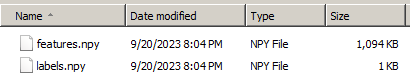 Name Date modified Type Size
features.npy 9/20/2023 8:04 PM NPY File 1,094 KB
labels.npy 9/20/2023 8:04 PM NPY File 1 KB